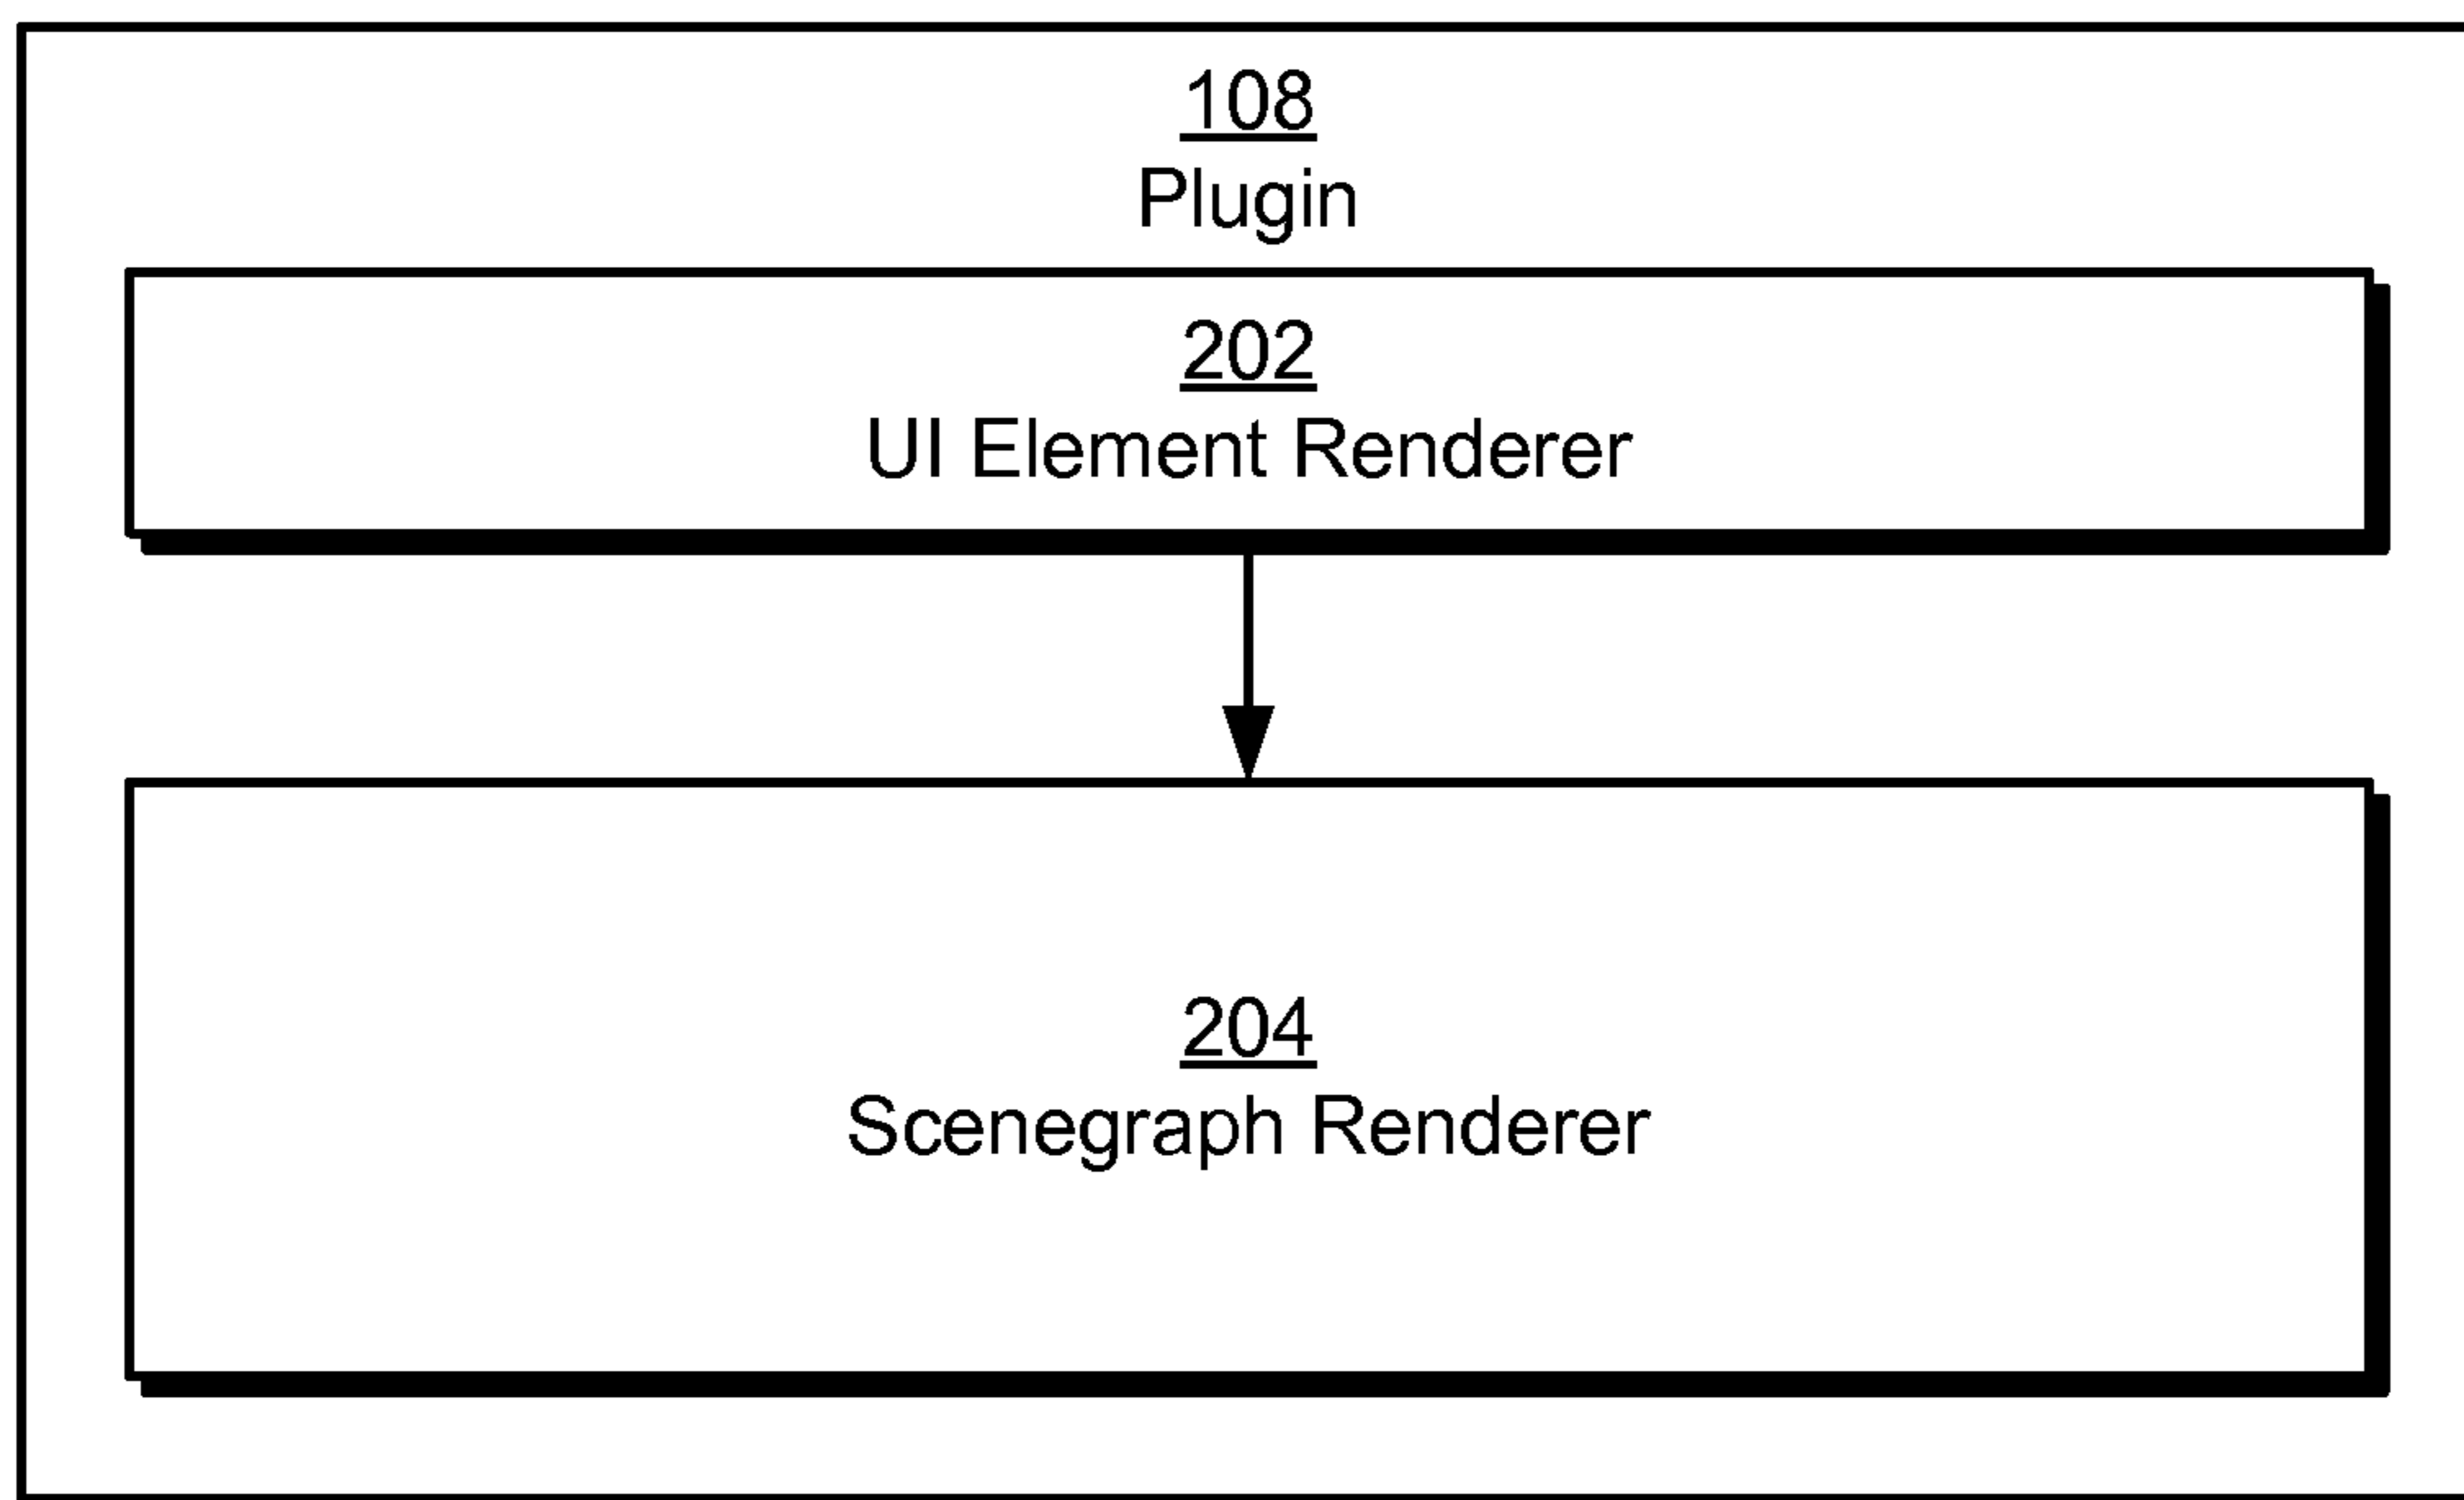 108
Plugin
202
UI Element Renderer
204
Scenegraph Renderer